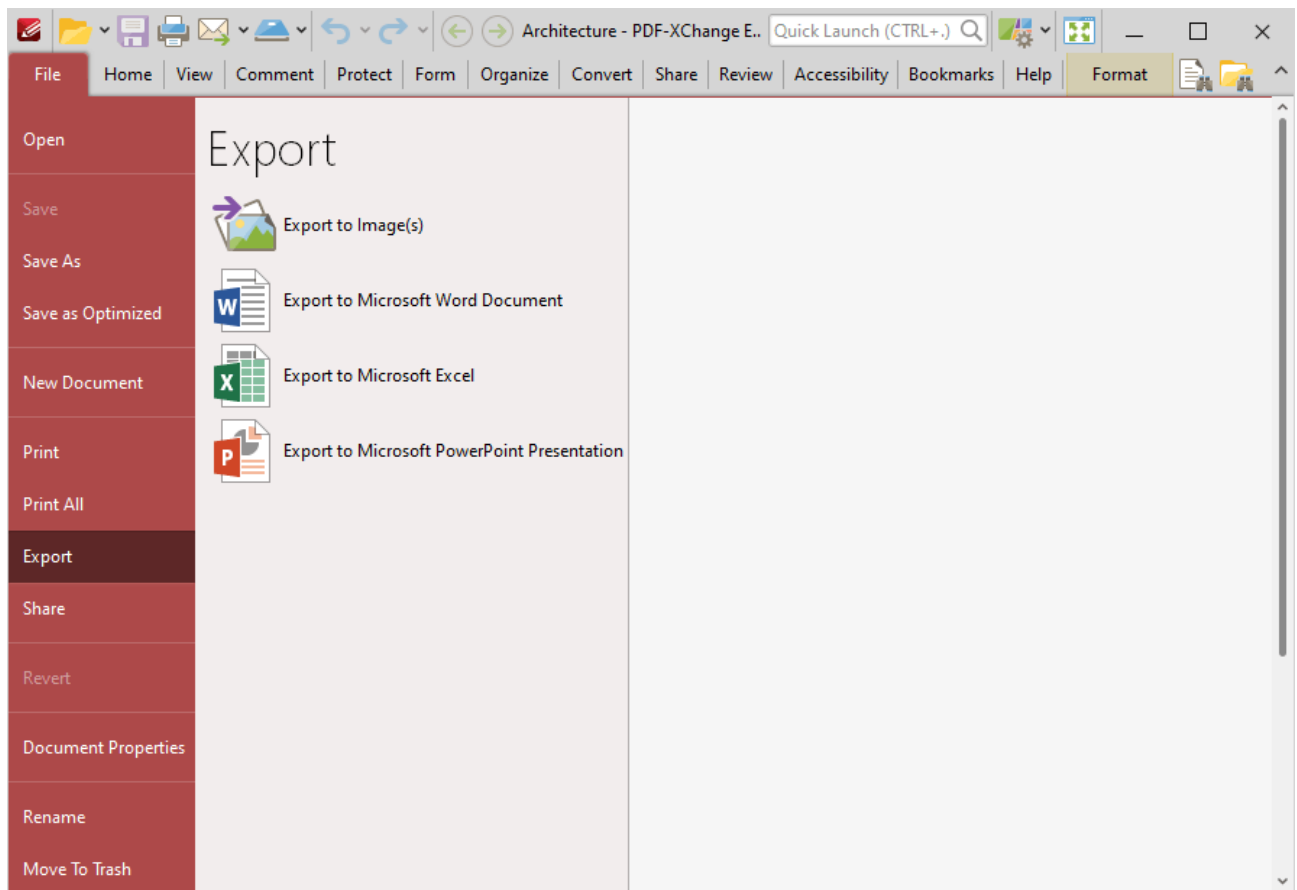 Architecture - PDF-XChange E.. Quick Launch (CTRL+.)
File Home View Comment Protect Form Organize Convert Share Review Accessibility Bookmarks Help Format
Open
Save
Save As
Save as Optimized
New Document
Print
Print All
Export
Share
Revert
Document Properties
Rename
Move To Trash
Export
Export to Image(s)
W
Export to Microsoft Word Document
X
Export to Microsoft Excel
P
Export to Microsoft PowerPoint Presentation